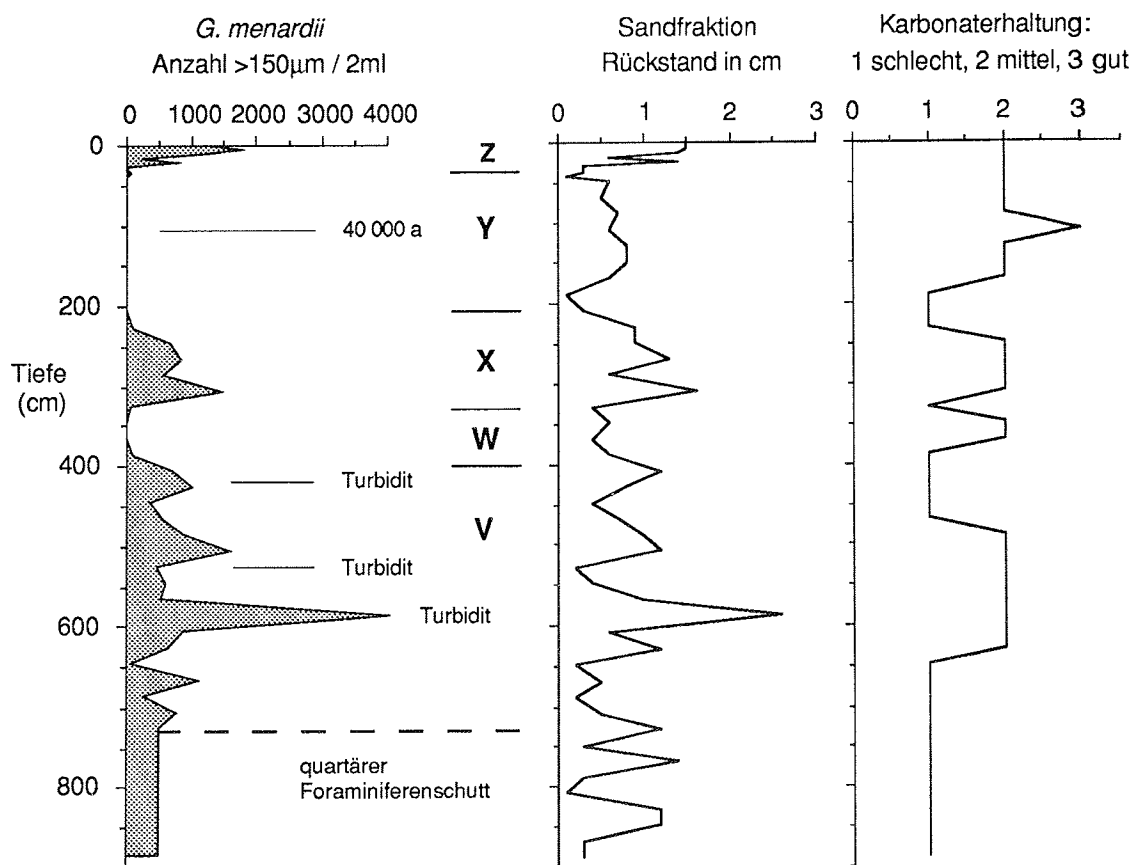 G. menardii
Anzahl >150µm / 2ml
Sandfraktion
Rückstand in cm
Karbonaterhaltung:
1 schlecht, 2 mittel, 3 gut
0 1000 2000 3000 4000
0 1 2 3
0 1 2 3
0
Z
40 000 a
Y
200
Tiefe
(cm)
X
W
400
Turbidit
V
Turbidit
600
Turbidit
quartärer
Foraminiferenschutt
800